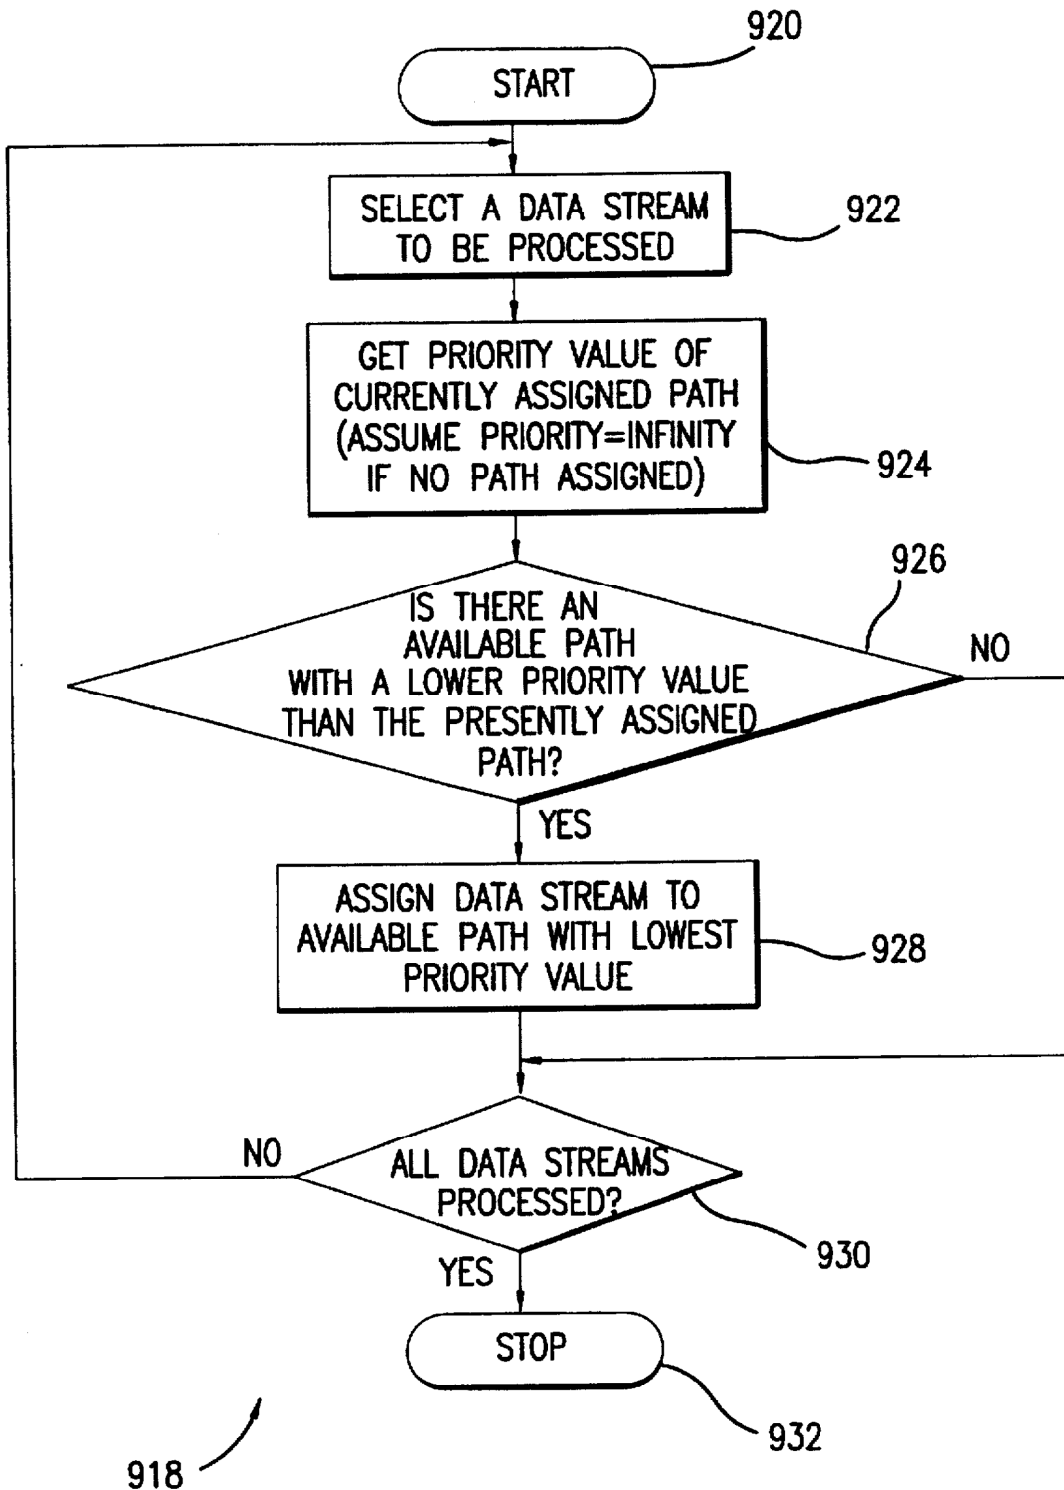 920
START
SELECT A DATA STREAM
TO BE PROCESSED
922
GET PRIORITY VALUE OF
CURRENTLY ASSIGNED PATH
(ASSUME PRIORITY=INFINITY
IF NO PATH ASSIGNED)
924
926
IS THERE AN
AVAILABLE PATH
WITH A LOWER PRIORITY VALUE
THAN THE PRESENTLY ASSIGNED
PATH?
NO
YES
ASSIGN DATA STREAM TO
AVAILABLE PATH WITH LOWEST
PRIORITY VALUE
928
NO
ALL DATA STREAMS
PROCESSED?
930
YES
STOP
932
918